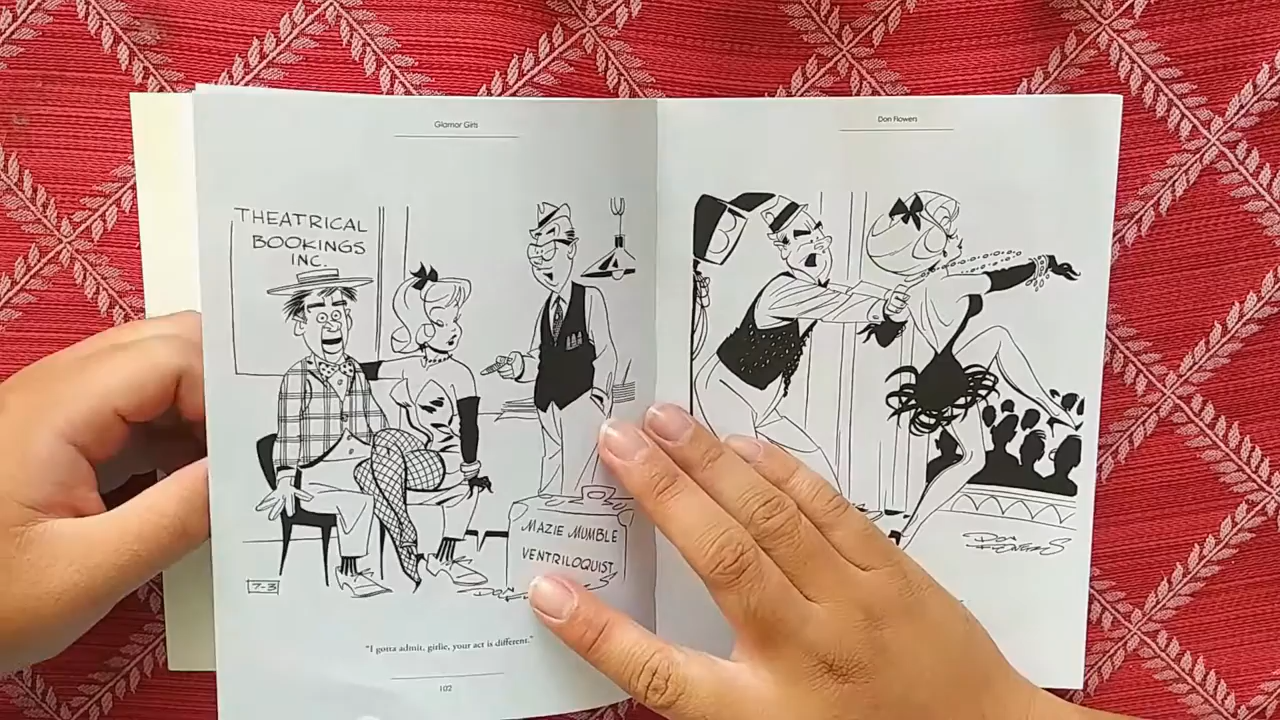 Glamor Girls
THEATRICAL
BOOKINGS
INC.
MAZIE MUMBLE
VENTRILOQUIST
7-3
DON
"I gotta admit, girlie, your act is different."
102
Don Flowers
DON
FLOWERS